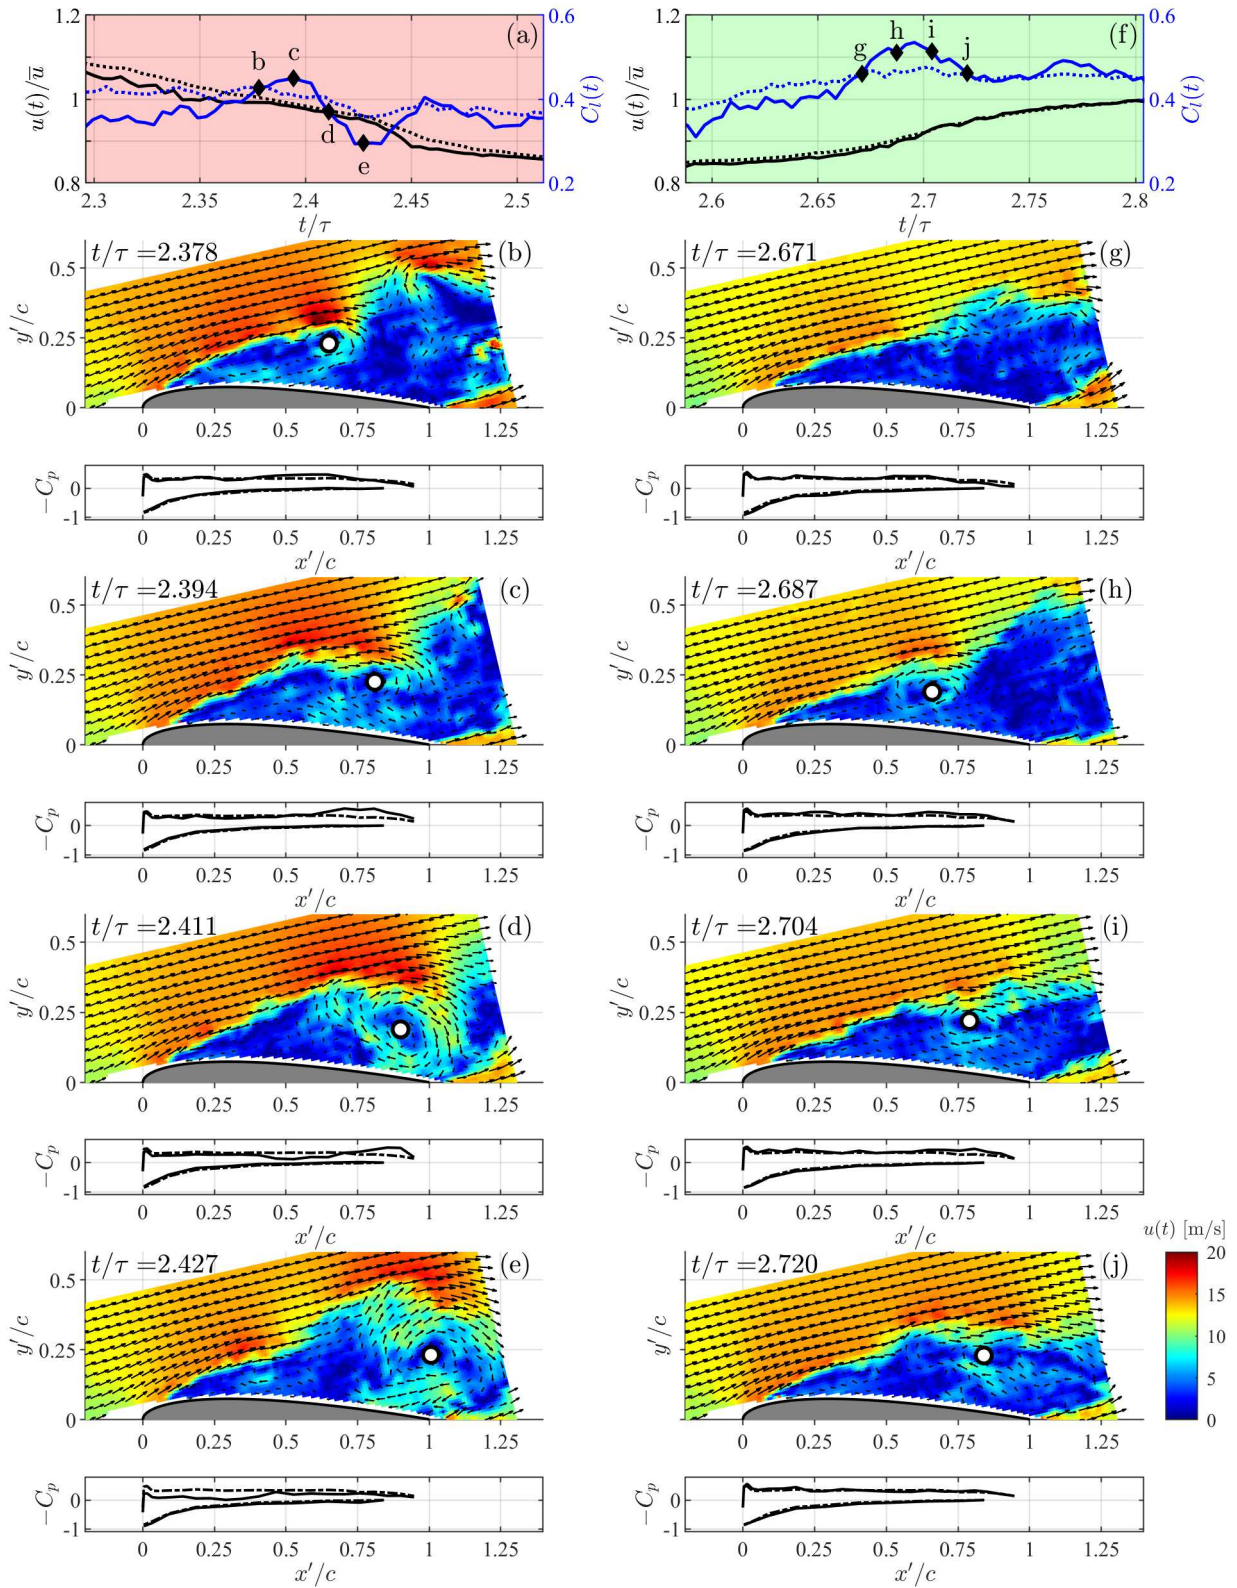 1.2
0.6
(a)
b
c
u(t)/u̅
1
0.4
C_l(t)
d
e
0.8
0.2
2.3
2.35
2.4
2.45
2.5
t/τ
1.2
0.6
(f)
h
i
g
j
u(t)/u̅
1
0.4
C_l(t)
0.8
0.2
2.6
2.65
2.7
2.75
2.8
t/τ
t/τ =2.378
(b)
0.5
y′/c
0.25
0
0
0.25
0.5
0.75
1
1.25
−C_p
0
-1
0
0.25
0.5
0.75
1
1.25
x′/c
t/τ =2.671
(g)
0.5
y′/c
0.25
0
0
0.25
0.5
0.75
1
1.25
−C_p
0
-1
0
0.25
0.5
0.75
1
1.25
x′/c
t/τ =2.394
(c)
0.5
y′/c
0.25
0
0
0.25
0.5
0.75
1
1.25
−C_p
0
-1
0
0.25
0.5
0.75
1
1.25
x′/c
t/τ =2.687
(h)
0.5
y′/c
0.25
0
0
0.25
0.5
0.75
1
1.25
−C_p
0
-1
0
0.25
0.5
0.75
1
1.25
x′/c
t/τ =2.411
(d)
0.5
y′/c
0.25
0
0
0.25
0.5
0.75
1
1.25
−C_p
0
-1
0
0.25
0.5
0.75
1
1.25
x′/c
t/τ =2.704
(i)
0.5
y′/c
0.25
0
0
0.25
0.5
0.75
1
1.25
−C_p
0
-1
0
0.25
0.5
0.75
1
1.25
x′/c
t/τ =2.427
(e)
0.5
y′/c
0.25
0
0
0.25
0.5
0.75
1
1.25
−C_p
0
-1
0
0.25
0.5
0.75
1
1.25
x′/c
t/τ =2.720
(j)
0.5
y′/c
0.25
0
0
0.25
0.5
0.75
1
1.25
−C_p
0
-1
0
0.25
0.5
0.75
1
1.25
x′/c
u(t) [m/s]
20
15
10
5
0